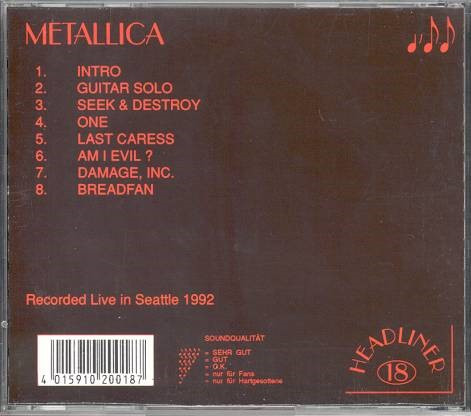 METALLICA
1. INTRO
2. GUITAR SOLO
3. SEEK & DESTROY
4. ONE
5. LAST CARESS
6. AM I EVIL ?
7. DAMAGE, INC.
8. BREADFAN
Recorded Live in Seattle 1992
SOUNDQUALITÄT
= SEHR GUT
= GUT
= O.K.
= nur für Fans
= nur für Hartgesottene
4 015910 200187
HEADLINER
18